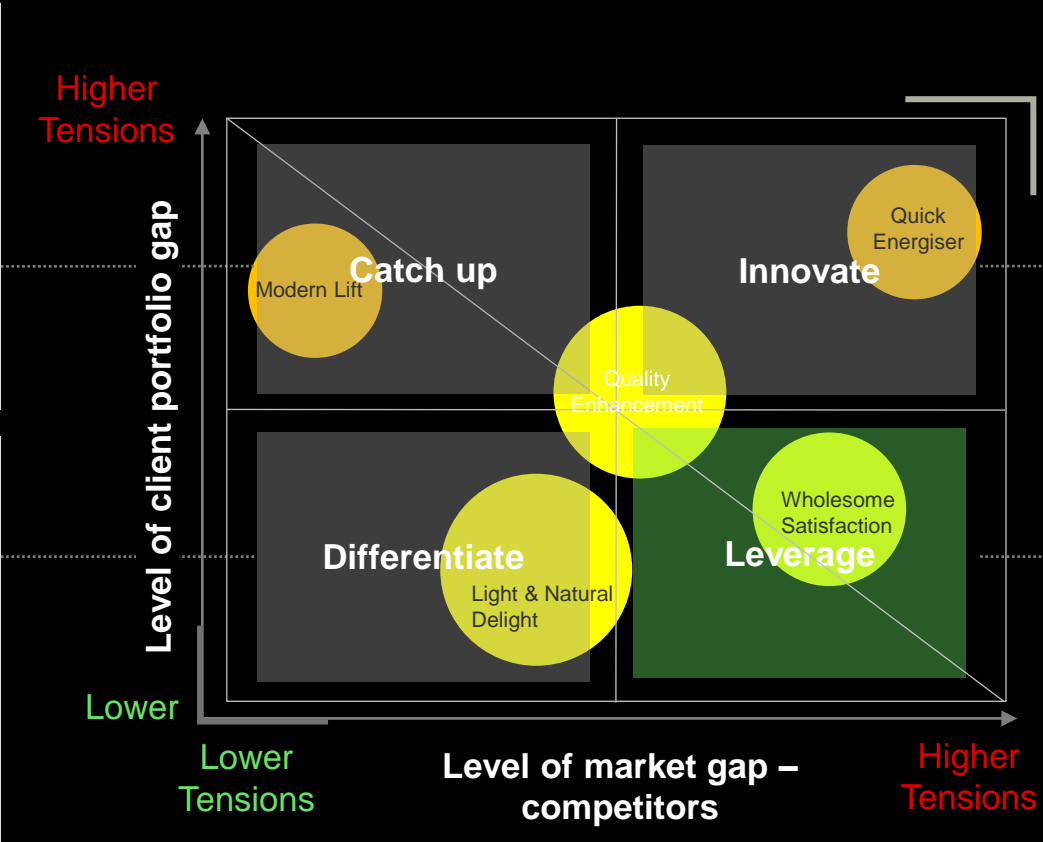 Higher
Tensions
Level of client portfolio gap
Quick
Energiser
Catch up
Innovate
Modern Lift
Quality
Enhancement
Wholesome
Satisfaction
Differentiate
Leverage
Light & Natural
Delight
Lower
Lower
Tensions
Level of market gap –
competitors
Higher
Tensions